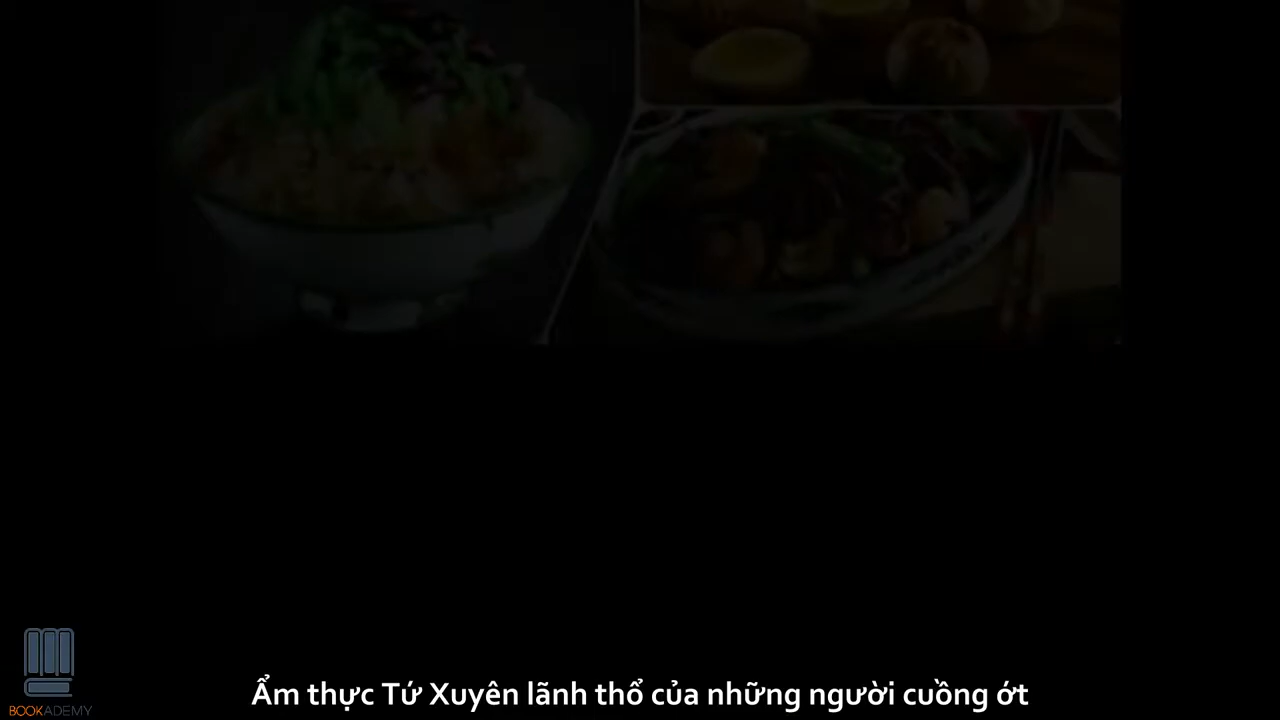 BOOKADEMY
Ẩm thực Tứ Xuyên lãnh thổ của những người cuồng ớt